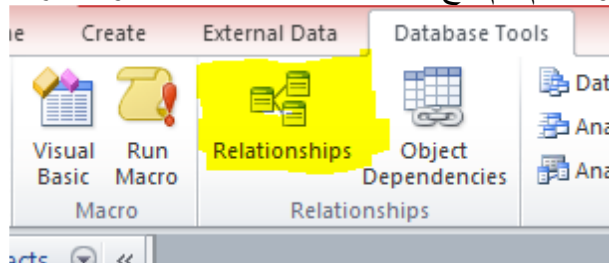 Create External Data Database Tools
Visual Basic
Run Macro
Relationships
Object Dependencies
Macro
Relationships